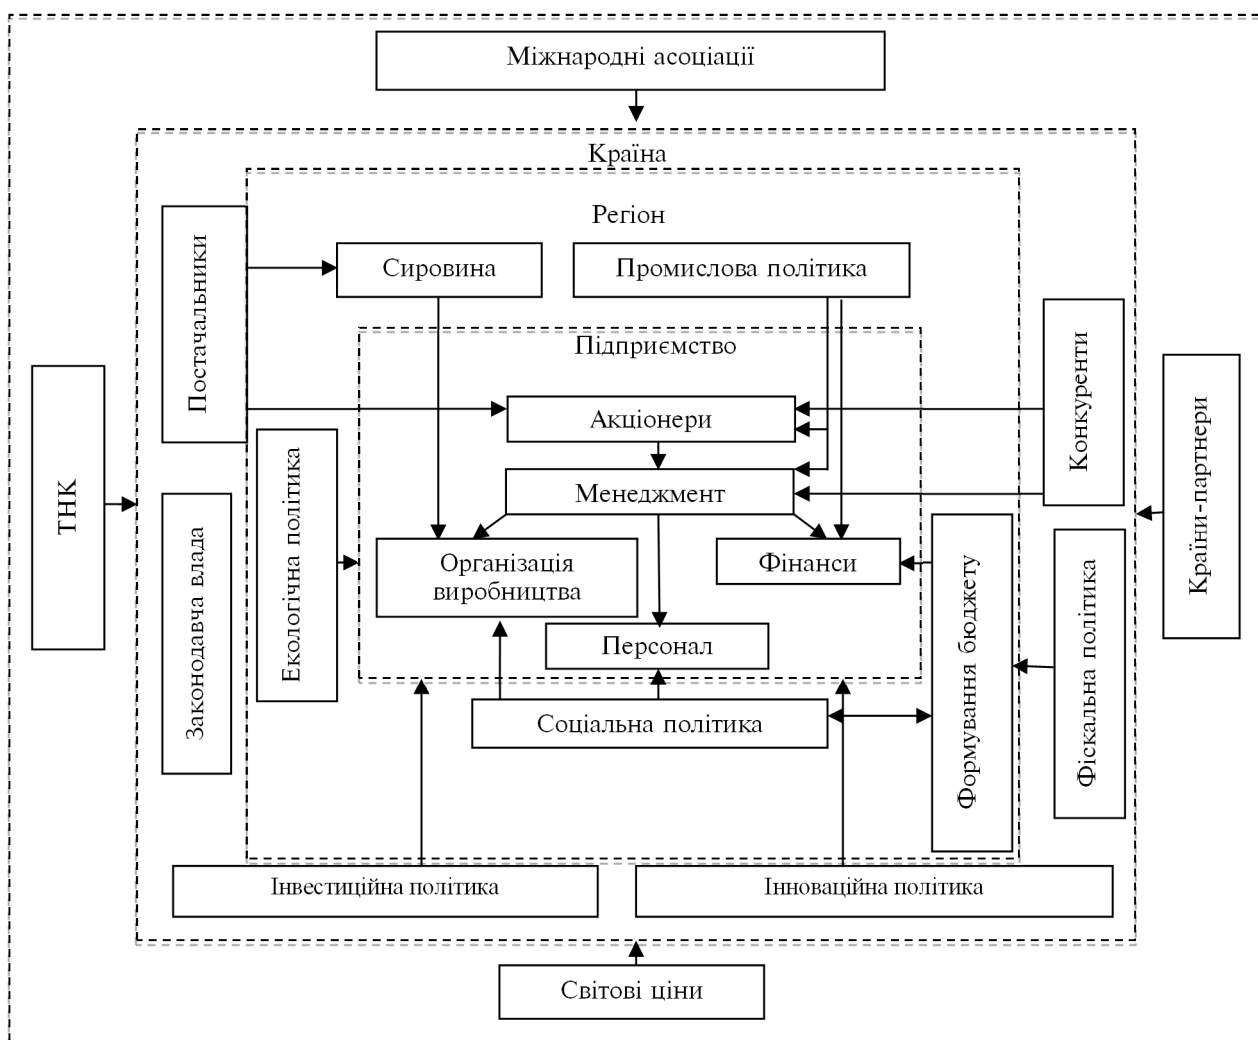 Міжнародні асоціації
Країна
Регіон
Постачальники
Сировина
Промислова політика
Підприємство
Акціонери
Конкуренти
Країни-партнери
ТНК
Менеджмент
Екологічна політика
Законодавча влада
Організація
виробництва
Фінанси
Персонал
Формування бюджету
Фіскальна політика
Соціальна політика
Інвестиційна політика
Інноваційна політика
Світові ціни